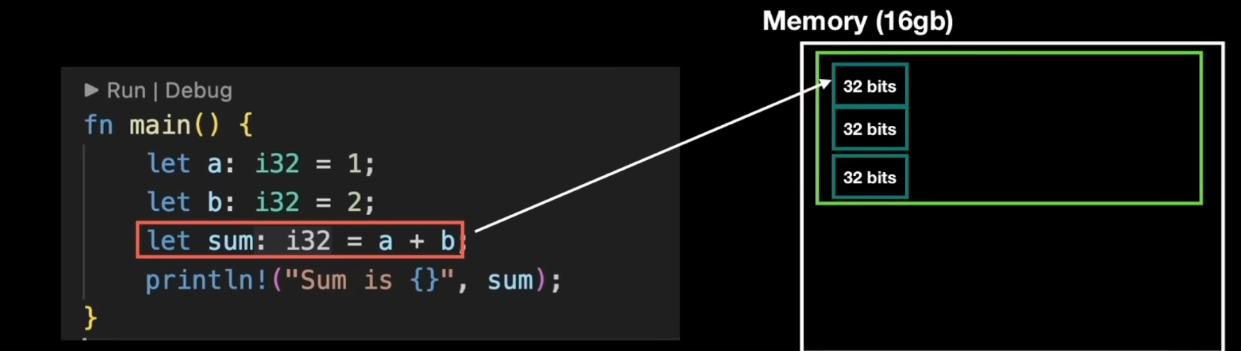 Memory (16gb)
32 bits
32 bits
32 bits
▶ Run | Debug
fn main() {
    let a: i32 = 1;
    let b: i32 = 2;
    let sum: i32 = a + b;
    println!("Sum is {}", sum);
}